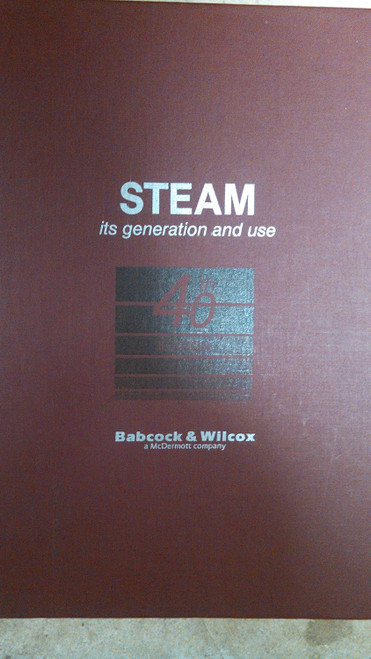 STEAM
its generation and use
40
Babcock & Wilcox
a McDermott company